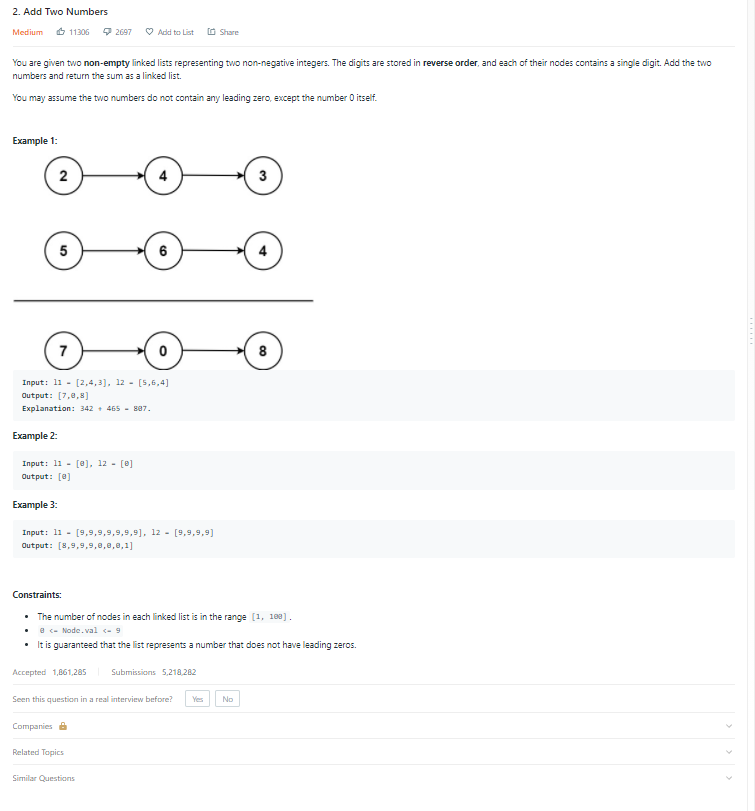 2. Add Two Numbers
Medium 11306 2697 Add to List Share
You are given two non-empty linked lists representing two non-negative integers. The digits are stored in reverse order, and each of their nodes contains a single digit. Add the two
numbers and return the sum as a linked list.
You may assume the two numbers do not contain any leading zero, except the number 0 itself.
Example 1:
2 4 3
5 6 4
7 0 8
Input: l1 = [2,4,3], l2 = [5,6,4]
Output: [7,0,8]
Explanation: 342 + 465 = 807.
Example 2:
Input: l1 = [0], l2 = [0]
Output: [0]
Example 3:
Input: l1 = [9,9,9,9,9,9,9], l2 = [9,9,9,9]
Output: [8,9,9,9,0,0,0,1]
Constraints:
• The number of nodes in each linked list is in the range [1, 100].
• 0 <= Node.val <= 9
• It is guaranteed that the list represents a number that does not have leading zeros.
Accepted 1,861,285 Submissions 5,218,282
Seen this question in a real interview before? Yes No
Companies
Related Topics
Similar Questions